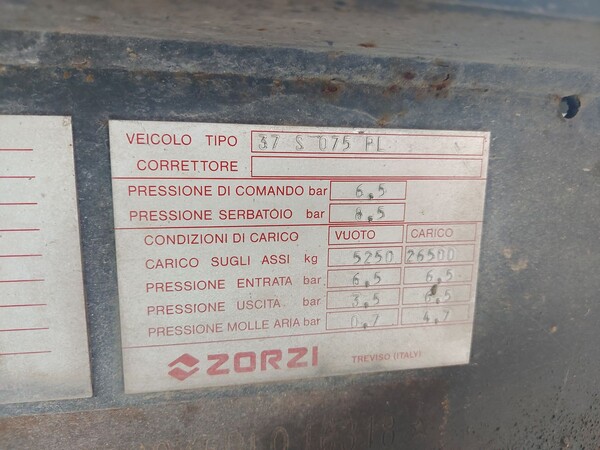 VEICOLO TIPO 37 S 075 PL
CORRETTORE
PRESSIONE DI COMANDO bar 6,5
PRESSIONE SERBATOIO bar 8,5
CONDIZIONI DI CARICO VUOTO CARICO
CARICO SUGLI ASSI kg 5250 26500
PRESSIONE ENTRATA bar 6,5 6,5
PRESSIONE USCITA bar 3,5 6,5
PRESSIONE MOLLE ARIA bar 0,7 4,7
ZORZI TREVISO (ITALY)